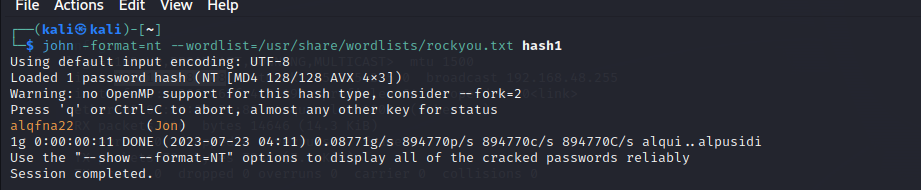 File Actions Edit View Help
┌──(kali㉿kali)-[~]
└─$ john -format=nt --wordlist=/usr/share/wordlists/rockyou.txt hash1
Using default input encoding: UTF-8
Loaded 1 password hash (NT [MD4 128/128 AVX 4×3])
Warning: no OpenMP support for this hash type, consider --fork=2
Press 'q' or Ctrl-C to abort, almost any other key for status
alqfna22 (Jon)
1g 0:00:00:11 DONE (2023-07-23 04:11) 0.08771g/s 894770p/s 894770c/s 894770C/s alqui..alpusidi
Use the "--show --format=NT" options to display all of the cracked passwords reliably
Session completed.